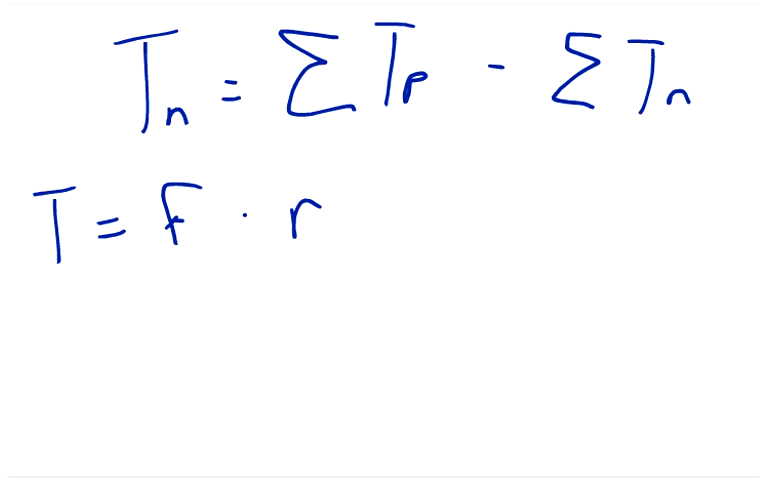 Tn = ΣTp - ΣTn
T = F · r